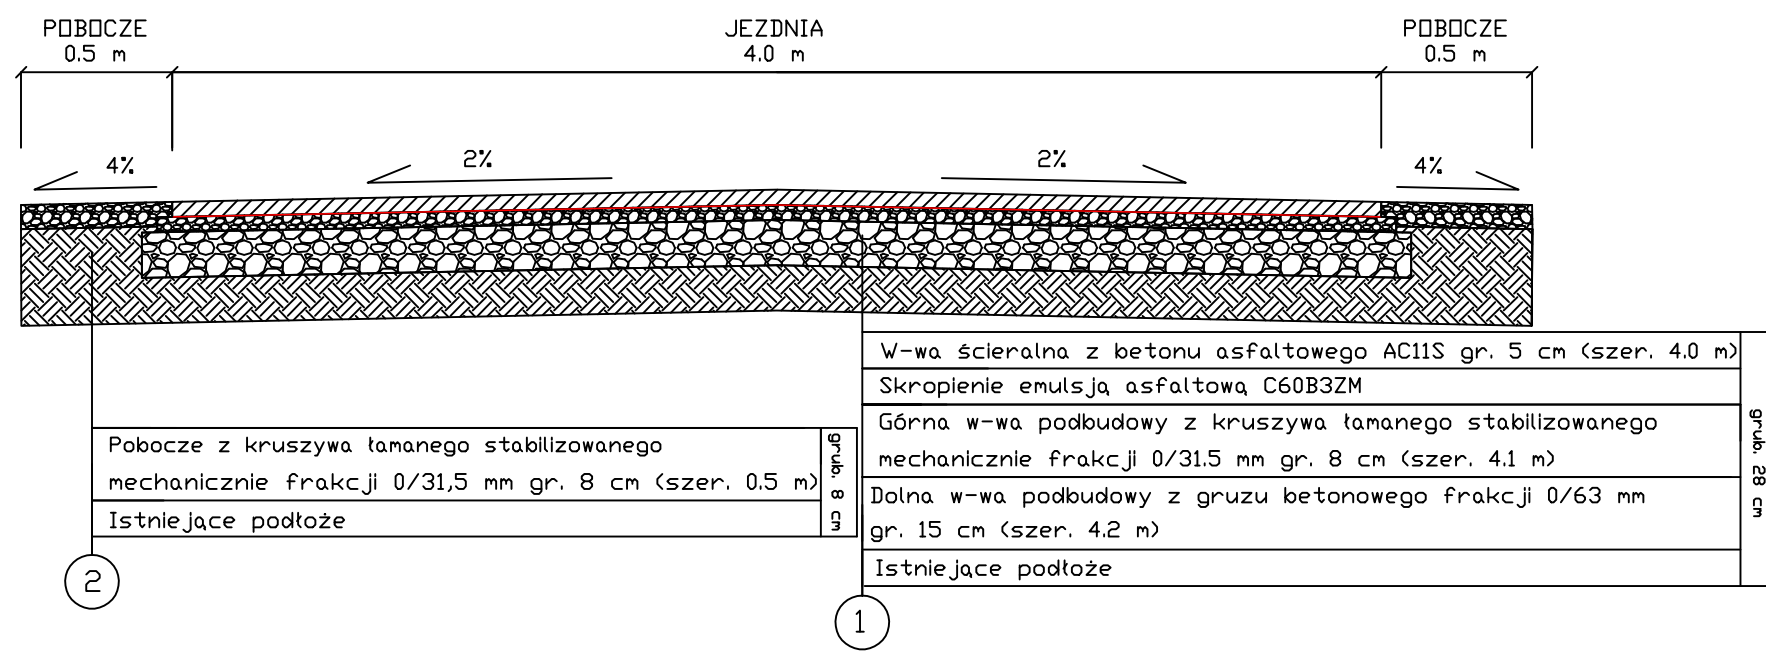 POBOCZE
0.5 m
JEZDNIA
4.0 m
POBOCZE
0.5 m
4%
2%
2%
4%
W-wa ścieralna z betonu asfaltowego AC11S gr. 5 cm (szer. 4.0 m)
Skropienie emulsją asfaltową C60B3ZM
Górna w-wa podbudowy z kruszywa łamanego stabilizowanego
mechanicznie frakcji 0/31.5 mm gr. 8 cm (szer. 4.1 m)
Dolna w-wa podbudowy z gruzu betonowego frakcji 0/63 mm
gr. 15 cm (szer. 4.2 m)
Istniejące podłoże
grub. 28 cm
Pobocze z kruszywa łamanego stabilizowanego
mechanicznie frakcji 0/31,5 mm gr. 8 cm (szer. 0.5 m)
Istniejące podłoże
grub. 8 cm
2
1